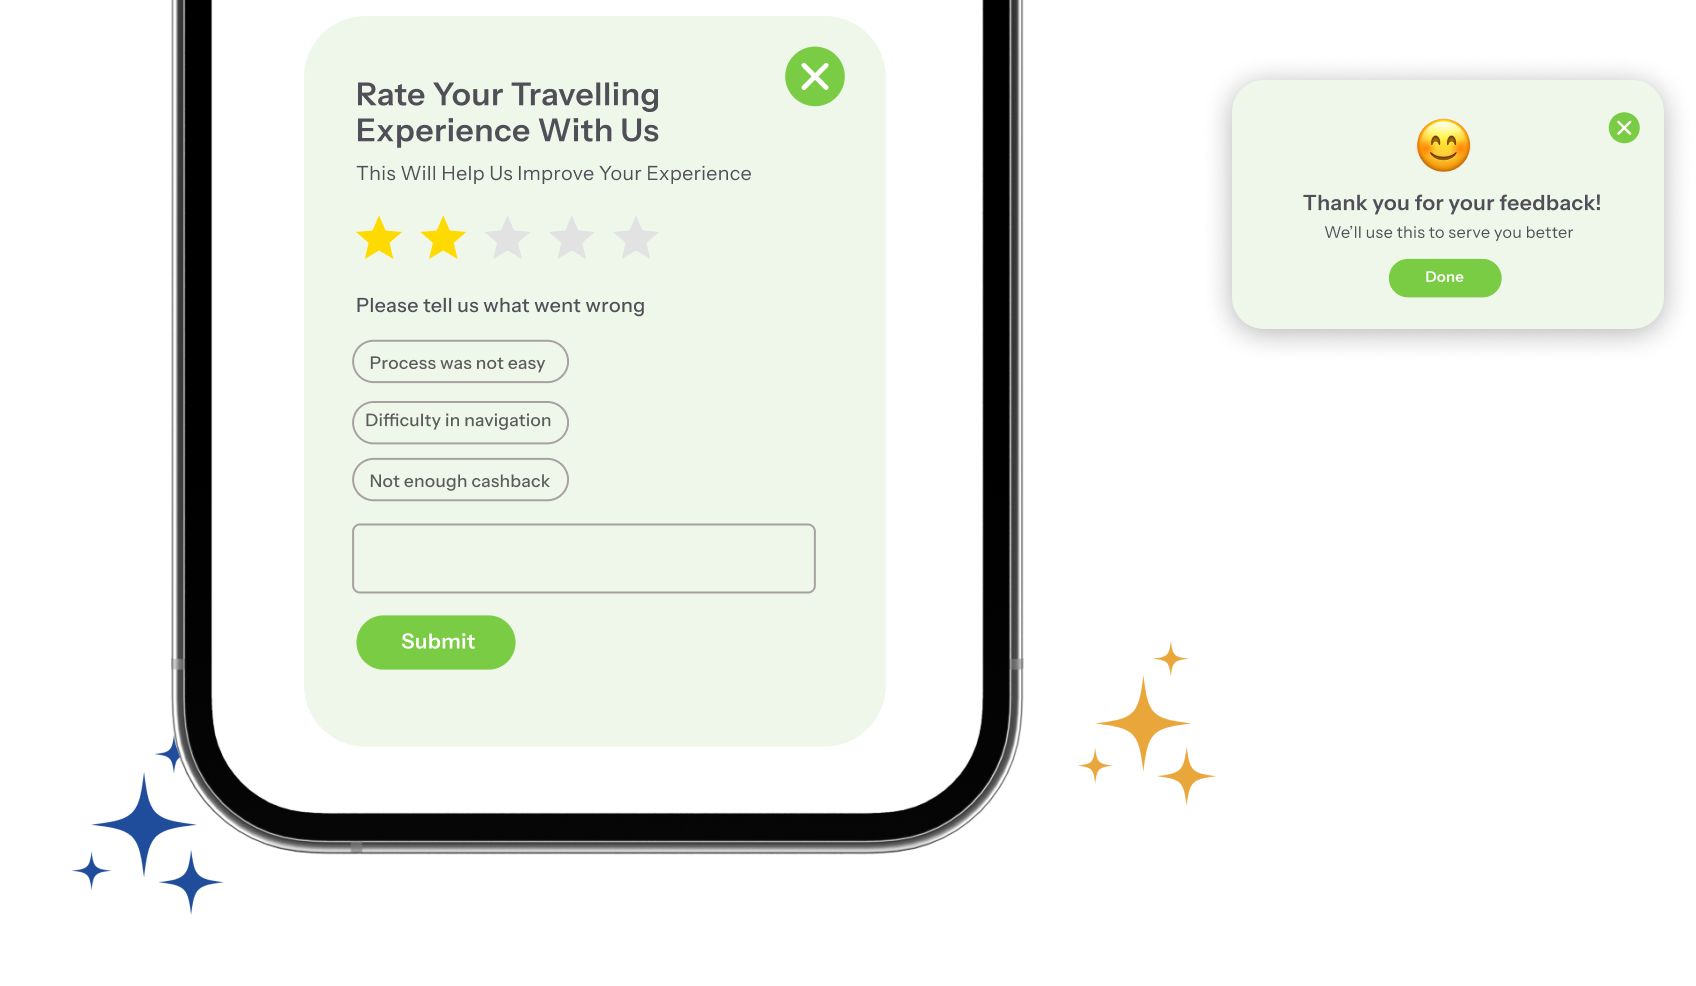 Rate Your Travelling
Experience With Us
This Will Help Us Improve Your Experience
Please tell us what went wrong
Process was not easy
Difficulty in navigation
Not enough cashback
Submit
Thank you for your feedback!
We’ll use this to serve you better
Done